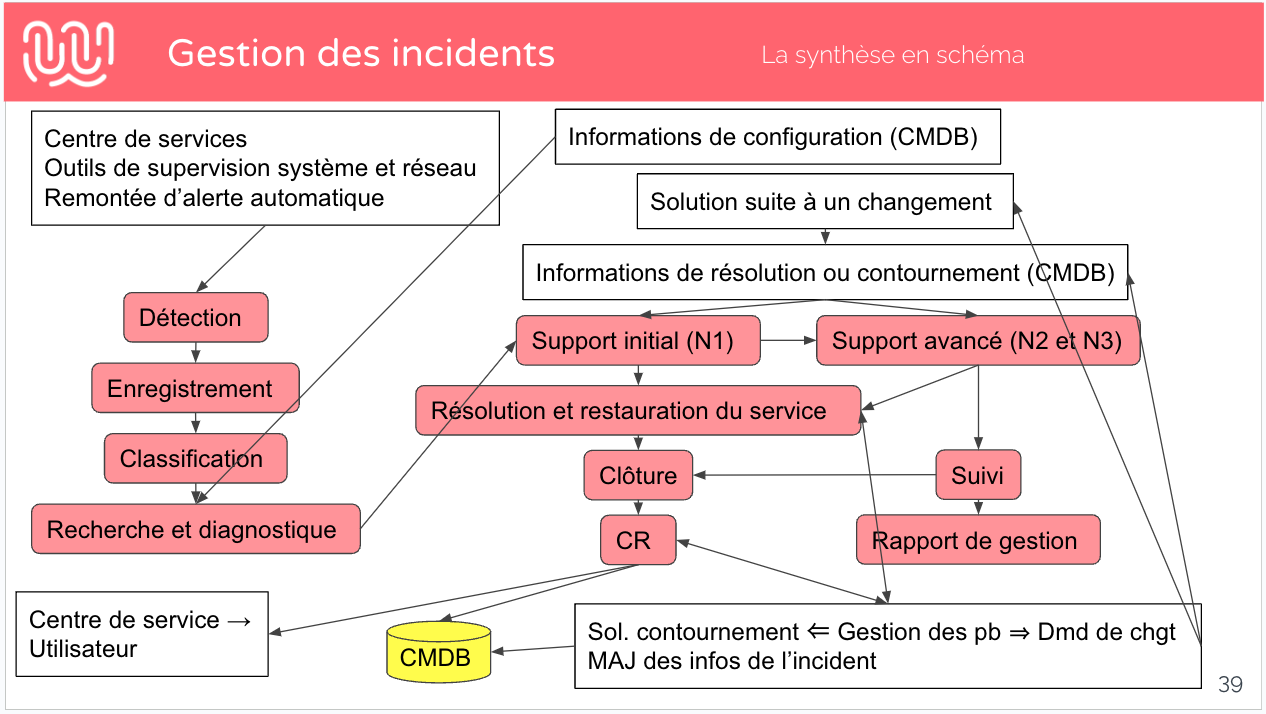 Gestion des incidents
La synthèse en schéma
Centre de services
Outils de supervision système et réseau
Remontée d’alerte automatique
Informations de configuration (CMDB)
Solution suite à un changement
Informations de résolution ou contournement (CMDB)
Détection
Support initial (N1)
Support avancé (N2 et N3)
Enregistrement
Résolution et restauration du service
Classification
Clôture
Suivi
Recherche et diagnostique
CR
Rapport de gestion
Centre de service →
Utilisateur
CMDB
Sol. contournement ⇐ Gestion des pb ⇒ Dmd de chgt
MAJ des infos de l’incident
39